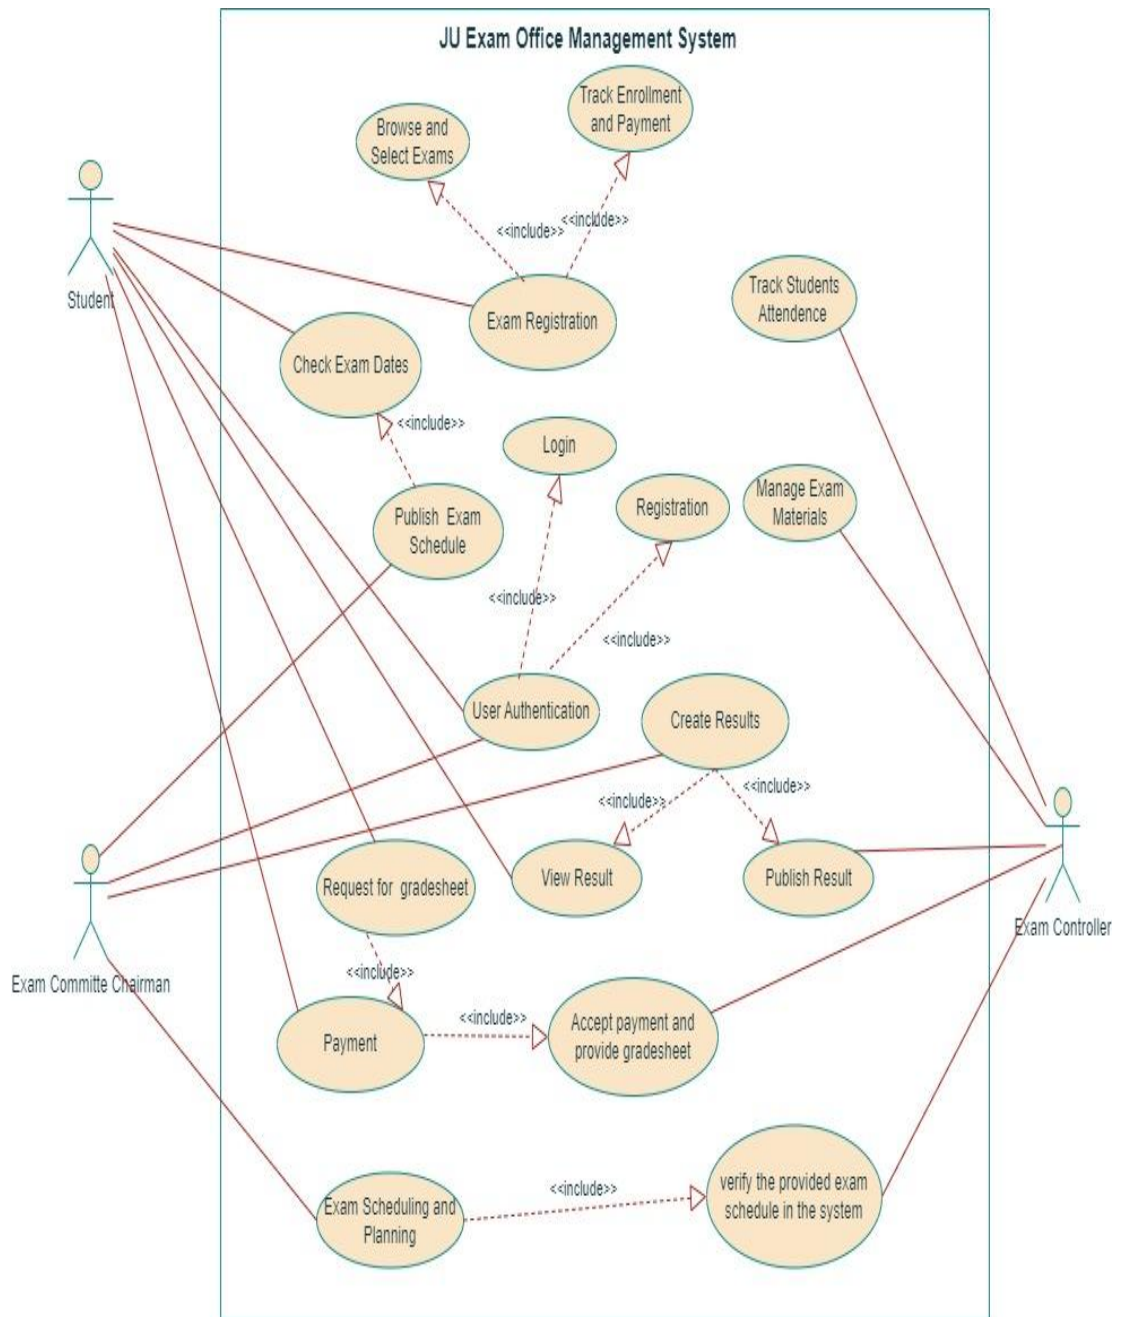 JU Exam Office Management System
Track Enrollment
and Payment
Browse and
Select Exams
<<include>>
<<include>>
Student
Exam Registration
Track Students
Attendence
Check Exam Dates
<<include>>
Login
Registration
Manage Exam
Materials
Publish Exam
Schedule
<<include>>
<<include>>
User Authentication
Create Results
<<include>>
<<include>>
Request for gradesheet
View Result
Publish Result
Exam Controller
Exam Committe Chairman
<<include>>
<<include>>
Payment
Accept payment and
provide gradesheet
verify the provided exam
schedule in the system
<<include>>
Exam Scheduling and
Planning